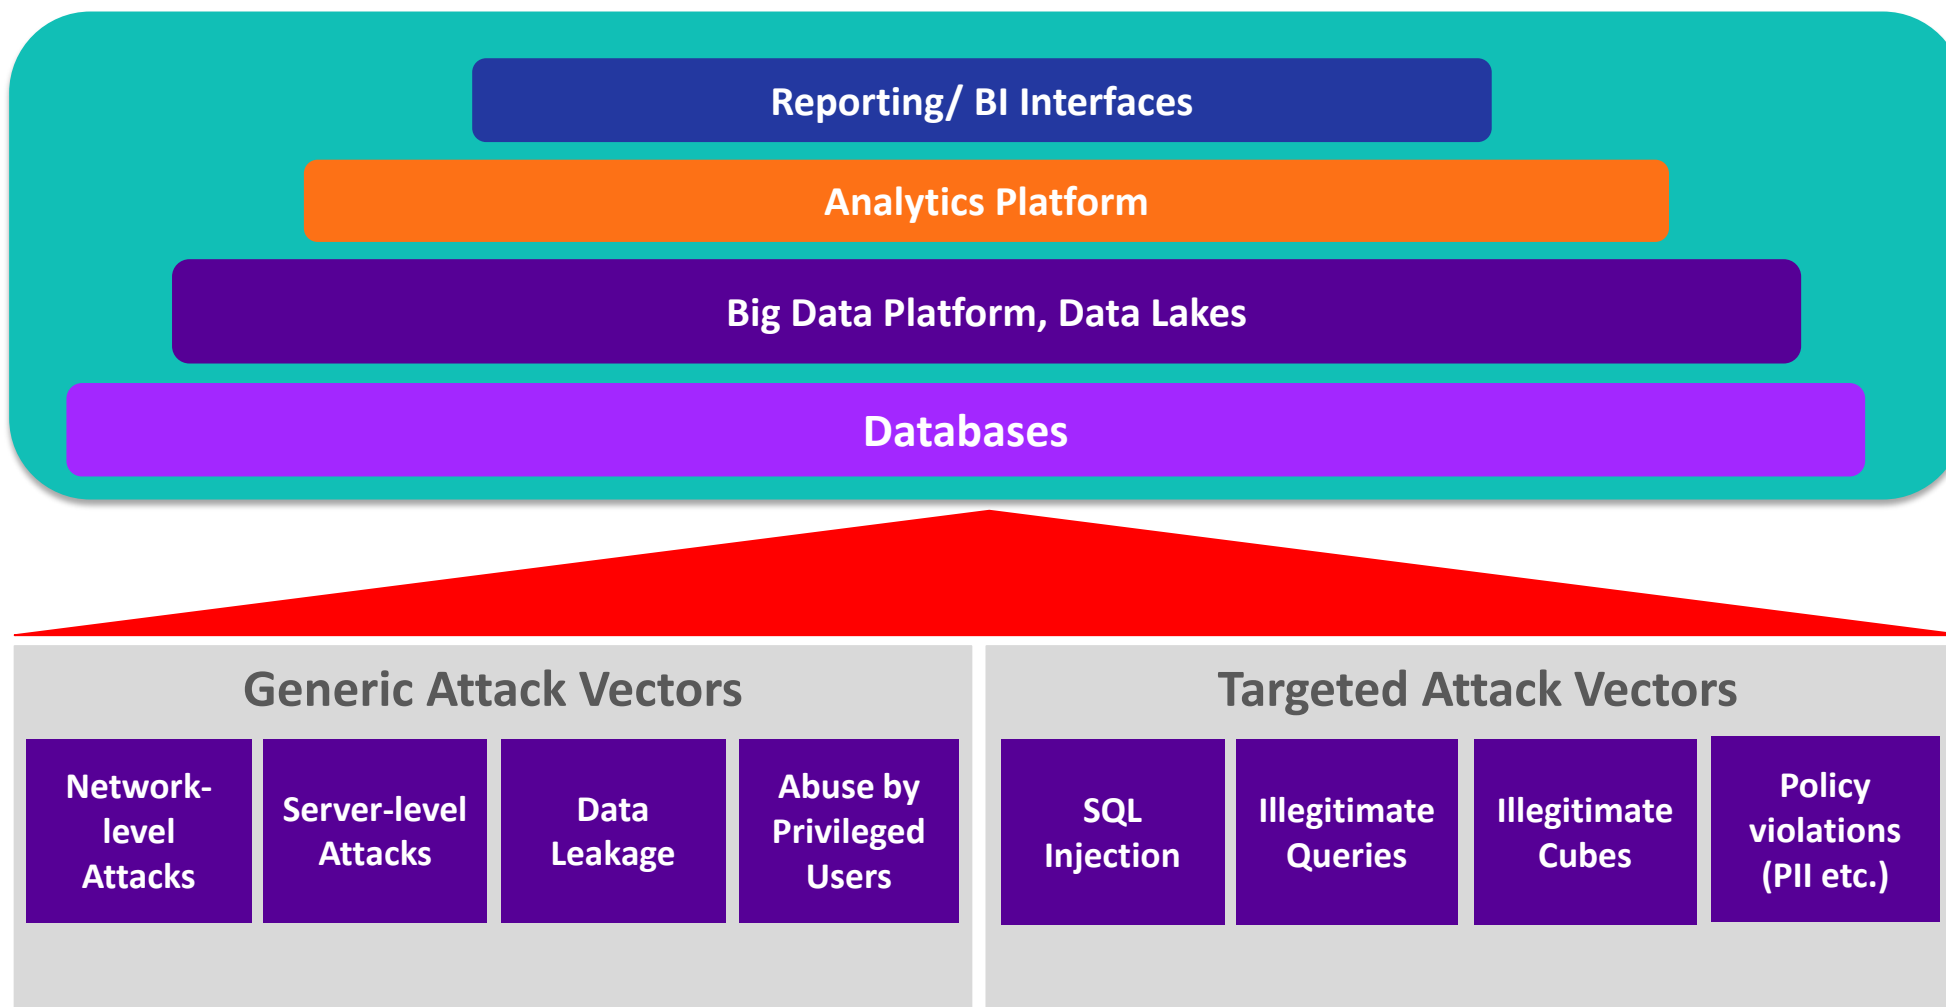 Reporting/ BI Interfaces
Analytics Platform
Big Data Platform, Data Lakes
Databases
Generic Attack Vectors
Network-
level
Attacks
Server-level
Attacks
Data
Leakage
Abuse by
Privileged
Users
Targeted Attack Vectors
SQL
Injection
Illegitimate
Queries
Illegitimate
Cubes
Policy
violations
(PII etc.)